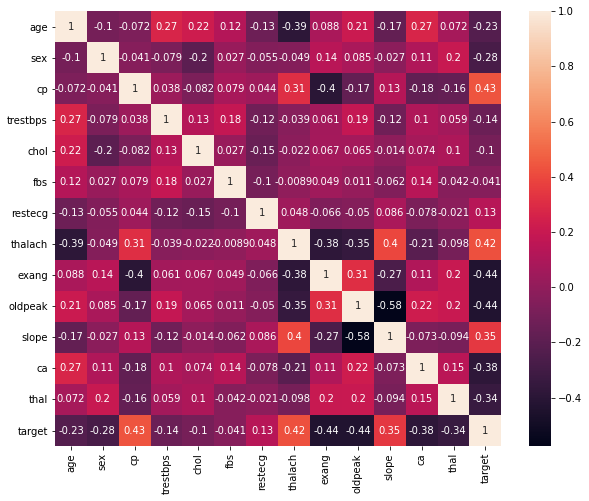 age 1 -0.1 -0.072 0.27 0.22 0.12 -0.13 -0.39 0.088 0.21 -0.17 0.27 0.072 -0.23
sex -0.1 1 -0.041 -0.079 -0.2 0.027 -0.055 -0.049 0.14 0.085 -0.027 0.11 0.2 -0.28
cp -0.072 -0.041 1 0.038 -0.082 0.079 0.044 0.31 -0.4 -0.17 0.13 -0.18 -0.16 0.43
trestbps 0.27 -0.079 0.038 1 0.13 0.18 -0.12 -0.039 0.061 0.19 -0.12 0.1 0.059 -0.14
chol 0.22 -0.2 -0.082 0.13 1 0.027 -0.15 -0.022 0.067 0.065 -0.014 0.074 0.1 -0.1
fbs 0.12 0.027 0.079 0.18 0.027 1 -0.1 -0.0089 0.049 0.011 -0.062 0.14 -0.042 -0.041
restecg -0.13 -0.055 0.044 -0.12 -0.15 -0.1 1 0.048 -0.066 -0.05 0.086 -0.078 -0.021 0.13
thalach -0.39 -0.049 0.31 -0.039 -0.022 -0.0089 0.048 1 -0.38 -0.35 0.4 -0.21 -0.098 0.42
exang 0.088 0.14 -0.4 0.061 0.067 0.049 -0.066 -0.38 1 0.31 -0.27 0.11 0.2 -0.44
oldpeak 0.21 0.085 -0.17 0.19 0.065 0.011 -0.05 -0.35 0.31 1 -0.58 0.22 0.2 -0.44
slope -0.17 -0.027 0.13 -0.12 -0.014 -0.062 0.086 0.4 -0.27 -0.58 1 -0.073 -0.094 0.35
ca 0.27 0.11 -0.18 0.1 0.074 0.14 -0.078 -0.21 0.11 0.22 -0.073 1 0.15 -0.38
thal 0.072 0.2 -0.16 0.059 0.1 -0.042 -0.021 -0.098 0.2 0.2 -0.094 0.15 1 -0.34
target -0.23 -0.28 0.43 -0.14 -0.1 -0.041 0.13 0.42 -0.44 -0.44 0.35 -0.38 -0.34 1
age sex cp trestbps chol fbs restecg thalach exang oldpeak slope ca thal target
1.0
0.8
0.6
0.4
0.2
0.0
−0.2
−0.4